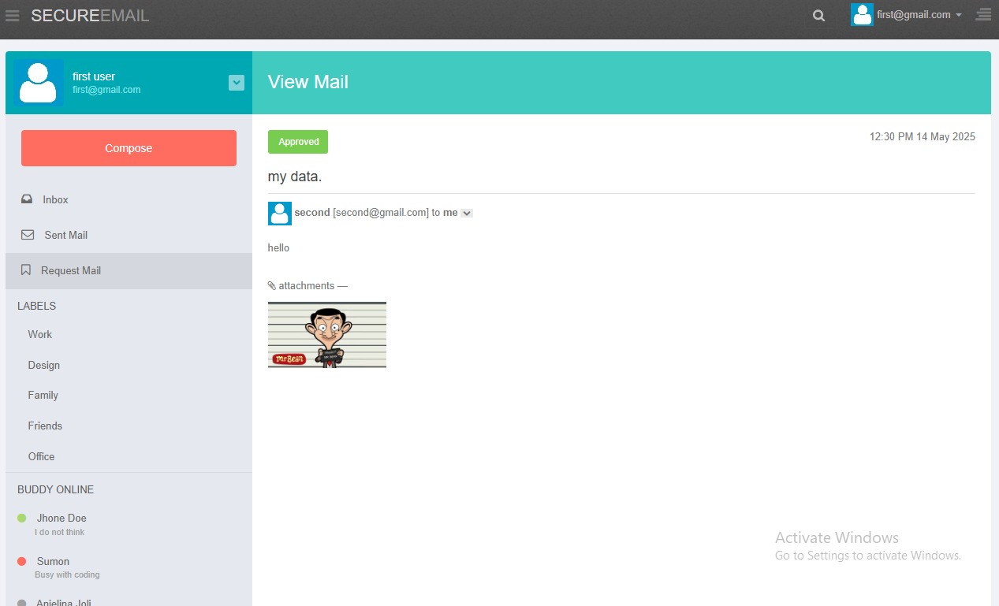 SECUREEMAIL
first@gmail.com
first user
first@gmail.com
View Mail
Compose
Approved
12:30 PM 14 May 2025
my data.
Inbox
second [second@gmail.com] to me
Sent Mail
hello
Request Mail
attachments —
LABELS
Work
Mr Bean
Design
Family
Friends
Office
BUDDY ONLINE
Jhone Doe
I do not think
Sumon
Busy with coding
Anjelina Joli
Activate Windows
Go to Settings to activate Windows.